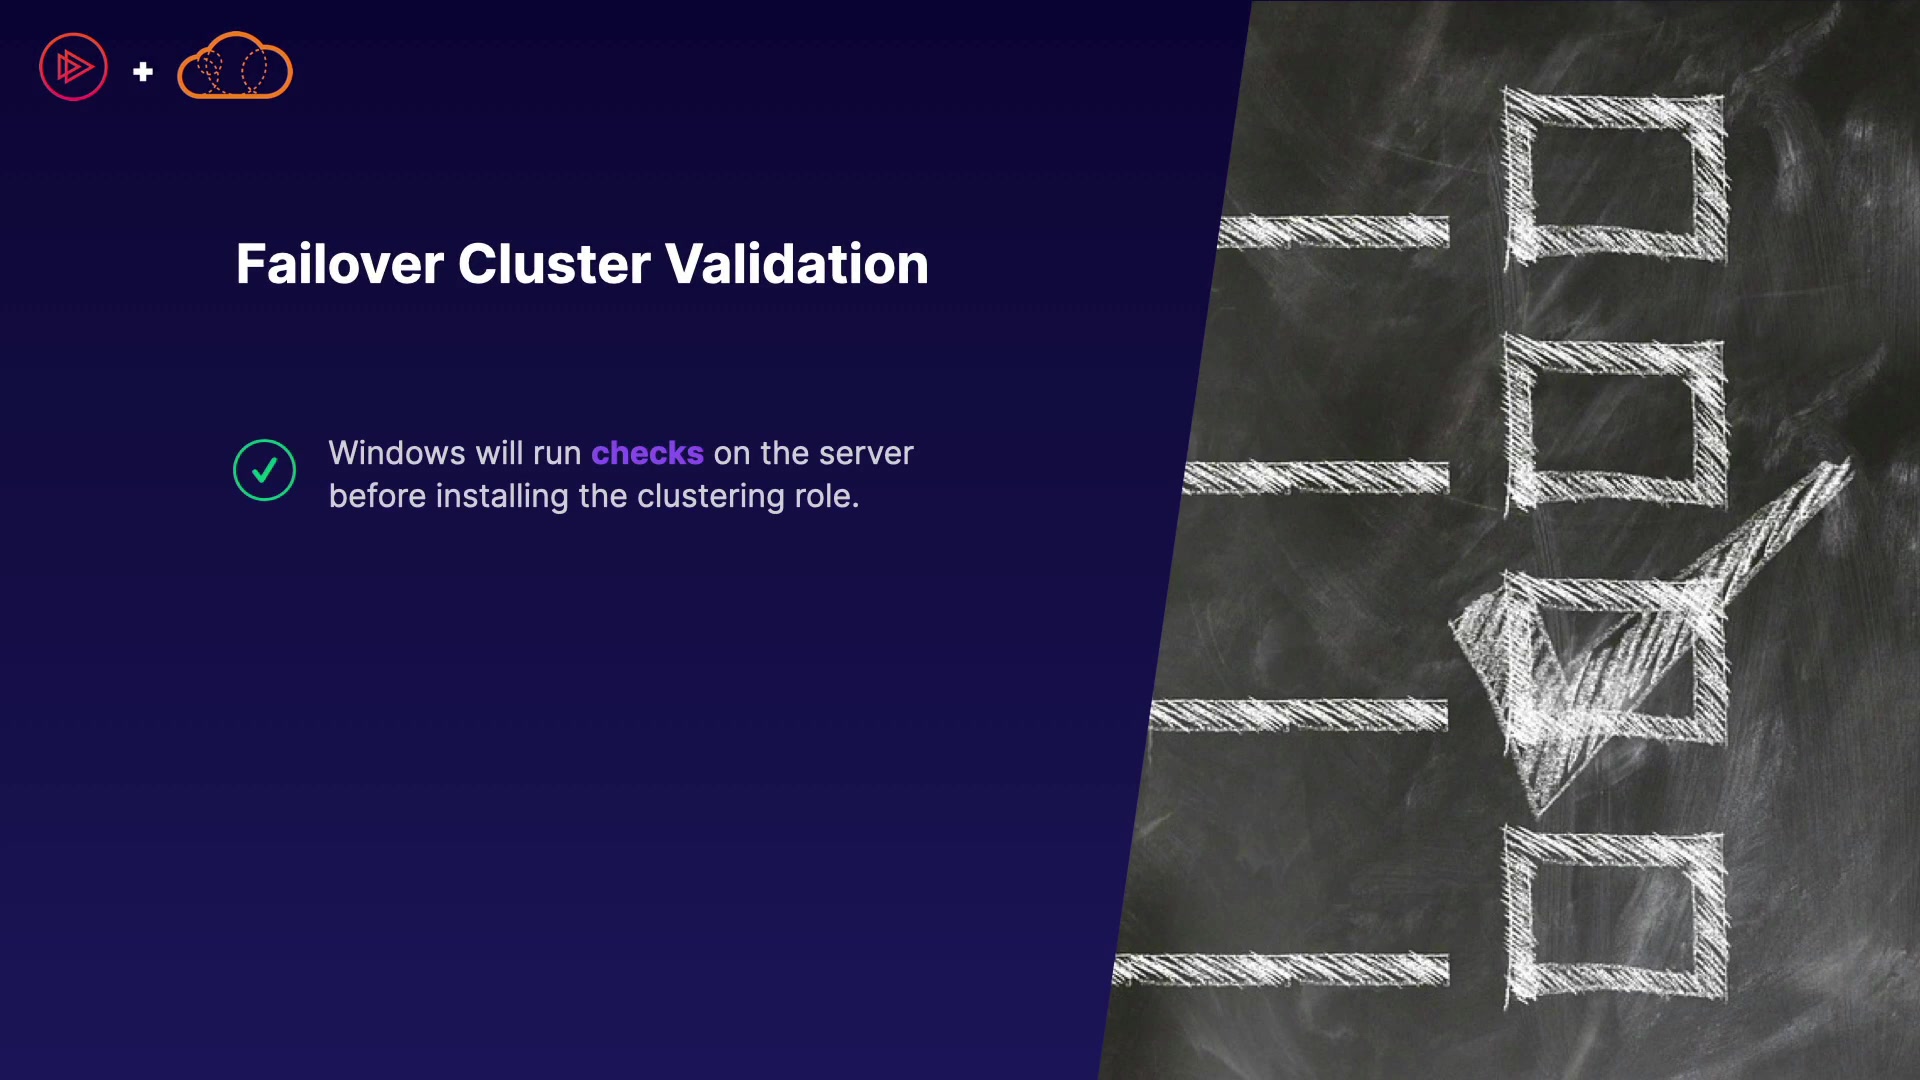 Failover Cluster Validation
Windows will run checks on the server
before installing the clustering role.